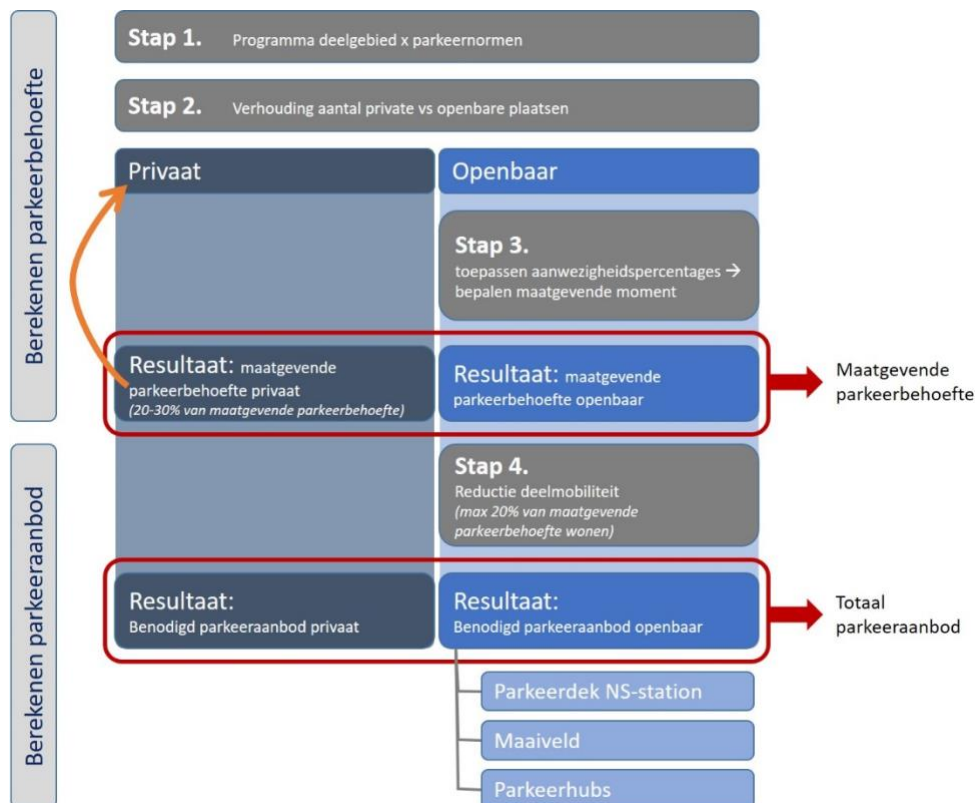 Berekenen parkeerbehoefte
Stap 1. Programma deelgebied x parkeernormen
Stap 2. Verhouding aantal private vs openbare plaatsen
Privaat
Openbaar
Stap 3.
toepassen aanwezigheidspercentages →
bepalen maatgevende moment
Resultaat: maatgevende
parkeerbehoefte privaat
(20-30% van maatgevende parkeerbehoefte)
Resultaat: maatgevende
parkeerbehoefte openbaar
Maatgevende
parkeerbehoefte
Berekenen parkeeraanbod
Stap 4.
Reductie deelmobiliteit
(max 20% van maatgevende
parkeerbehoefte wonen)
Resultaat:
Benodigd parkeeraanbod privaat
Resultaat:
Benodigd parkeeraanbod openbaar
Totaal
parkeeraanbod
Parkeerdek NS-station
Maaiveld
Parkeerhubs